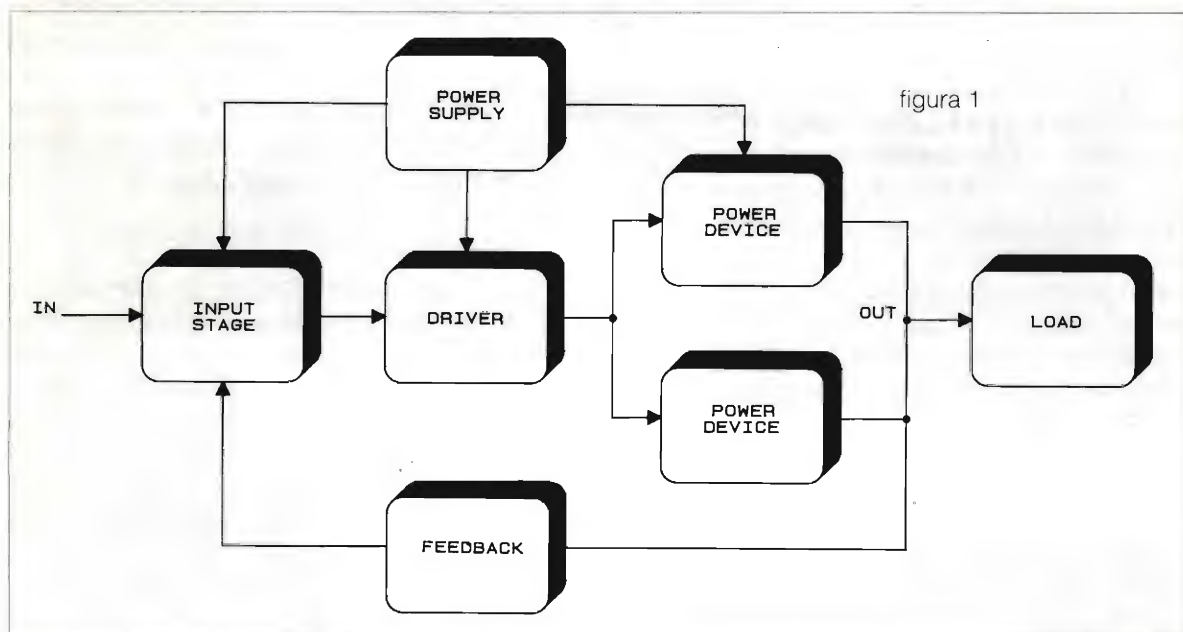 POWER
SUPPLY
figura 1
POWER
DEVICE
IN
INPUT
STAGE
DRIVER
OUT
LOAD
POWER
DEVICE
FEEDBACK